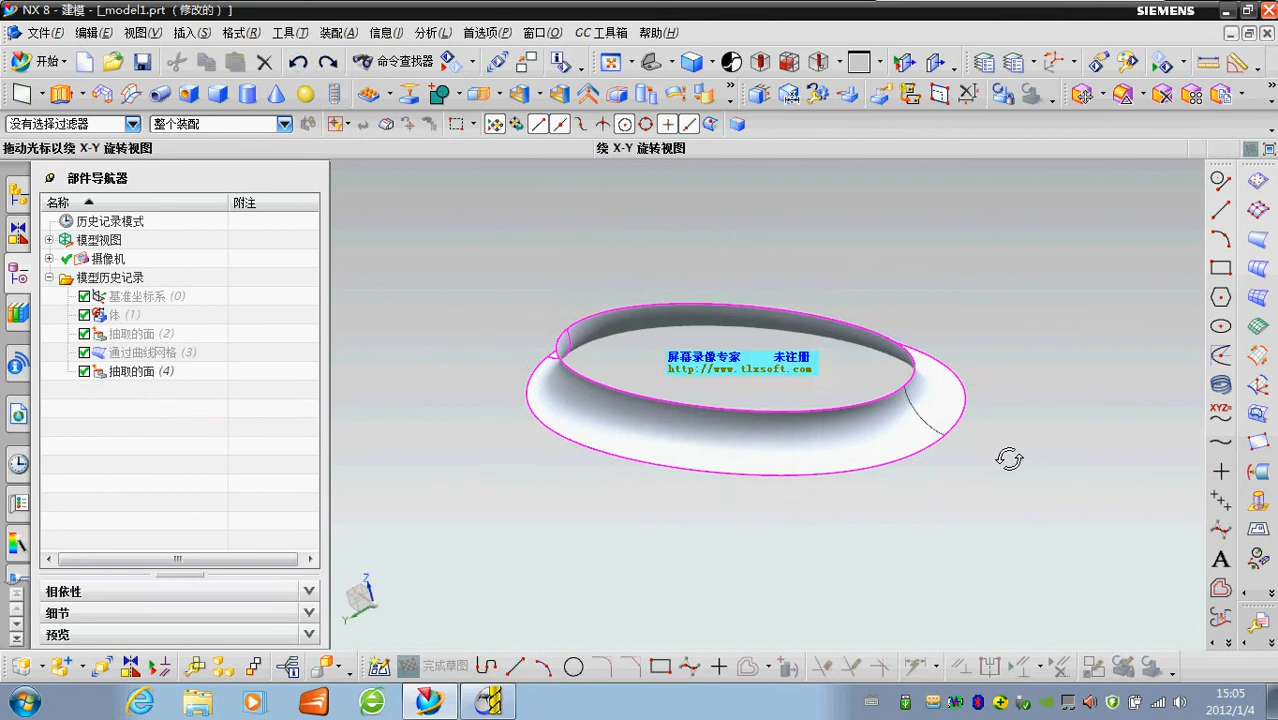 NX 8 - 建模 - [_model1.prt （修改的）]
SIEMENS
文件(F) 编辑(E) 视图(V) 插入(S) 格式(R) 工具(T) 装配(A) 信息(I) 分析(L) 首选项(P) 窗口(O) CC 工具箱 帮助(H)
开始 命令查找器
没有选择过滤器 整个装配
拖动光标以绕 X-Y 旋转视图 绕 X-Y 旋转视图
部件导航器
名称 附注
历史记录模式
模型视图
摄像机
模型历史记录
基准坐标系 (0)
体 (1)
抽取的面 (2)
通过曲线网格 (3)
抽取的面 (4)
屏幕录像专家 未注册
http://www.tlxsoft.com
XYZ=
A
Z
Y
相依性
细节
预览
完成草图
15:05
2012/1/4